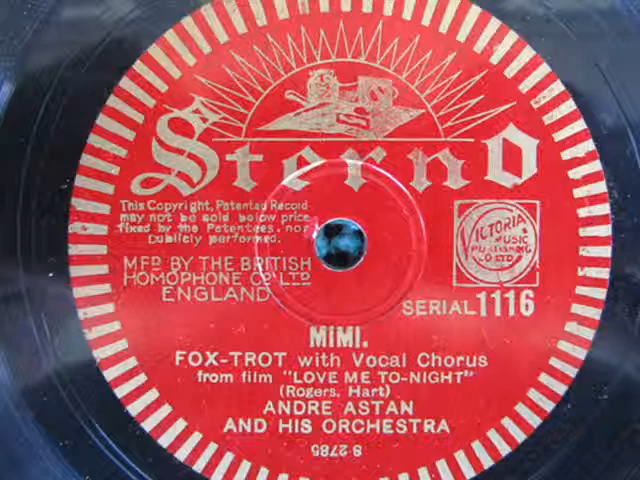 Sterno
This Copyright, Patented Record
may not be sold below price
fixed by the Patentees, nor
publicly performed.
MFD BY THE BRITISH
HOMOPHONE CO LTD
ENGLAND
VICTORIA
MUSIC
PUBLISHING
CO LTD
SERIAL 1116
MIMI.
FOX-TROT with Vocal Chorus
from film "LOVE ME TO-NIGHT"
(Rogers, Hart)
ANDRE ASTAN
AND HIS ORCHESTRA
S 2785